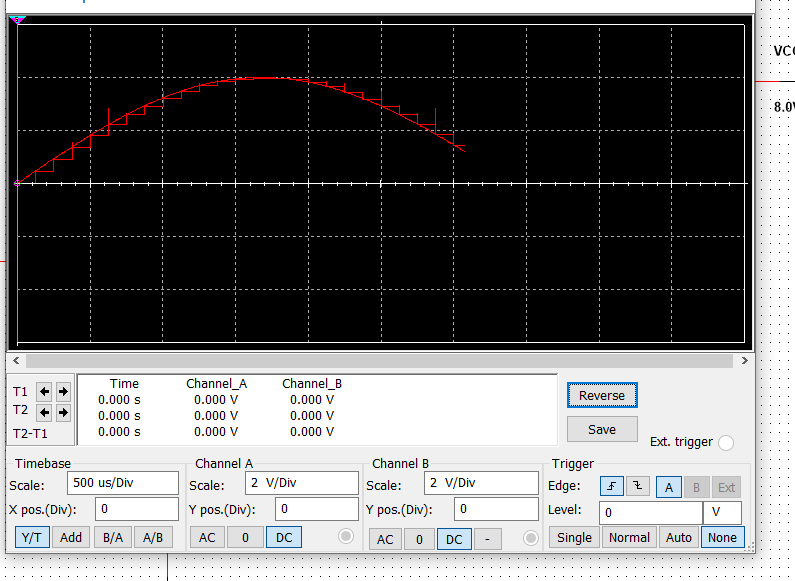 VCC
8.0V
Time Channel_A Channel_B
T1 0.000 s 0.000 V 0.000 V
T2 0.000 s 0.000 V 0.000 V
T2-T1 0.000 s 0.000 V 0.000 V
Reverse
Save
Ext. trigger
Timebase Channel A Channel B Trigger
Scale: 500 us/Div Scale: 2 V/Div Scale: 2 V/Div Edge: A B Ext
X pos.(Div): 0 Y pos.(Div): 0 Y pos.(Div): 0 Level: 0 V
Y/T Add B/A A/B AC 0 DC AC 0 DC - Single Normal Auto None